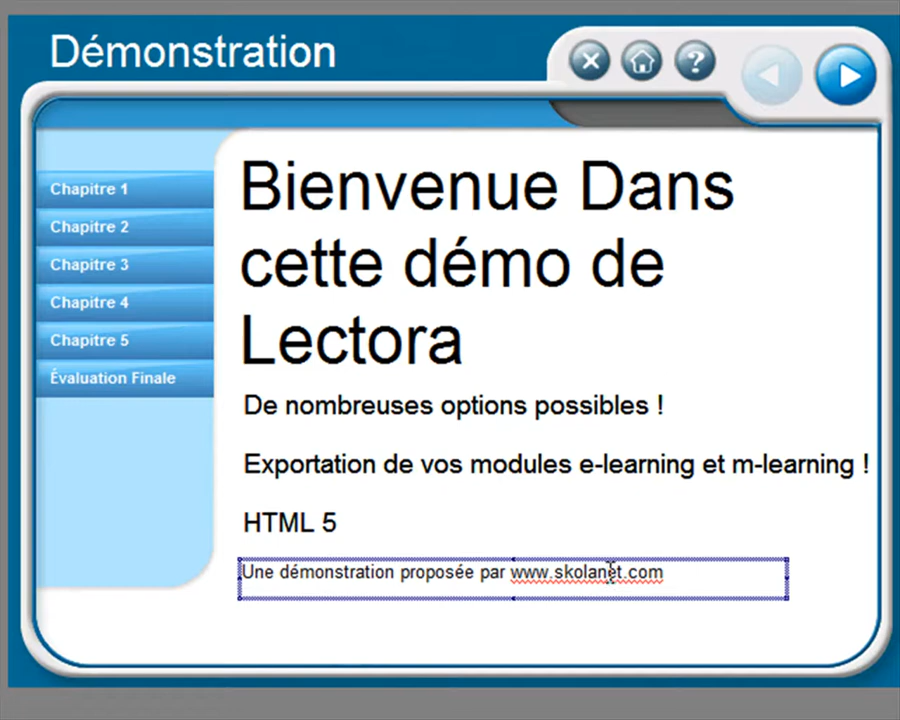 Démonstration
Chapitre 1
Chapitre 2
Chapitre 3
Chapitre 4
Chapitre 5
Évaluation Finale
Bienvenue Dans
cette démo de
Lectora
De nombreuses options possibles !
Exportation de vos modules e-learning et m-learning !
HTML 5
Une démonstration proposée par www.skolanet.com